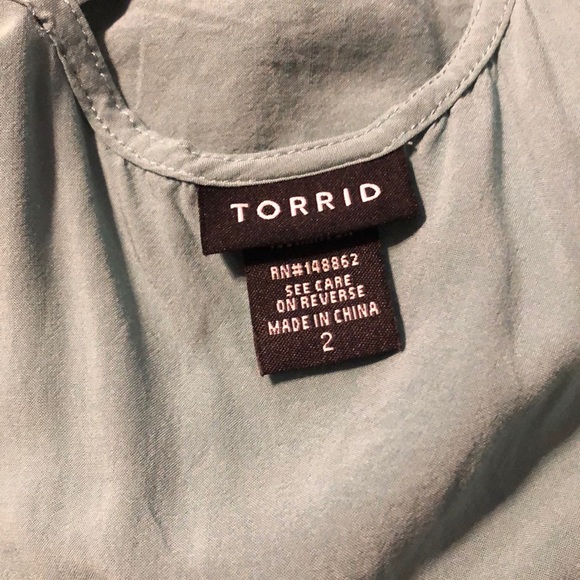 TORRID
RN#148862
SEE CARE
ON REVERSE
MADE IN CHINA
2